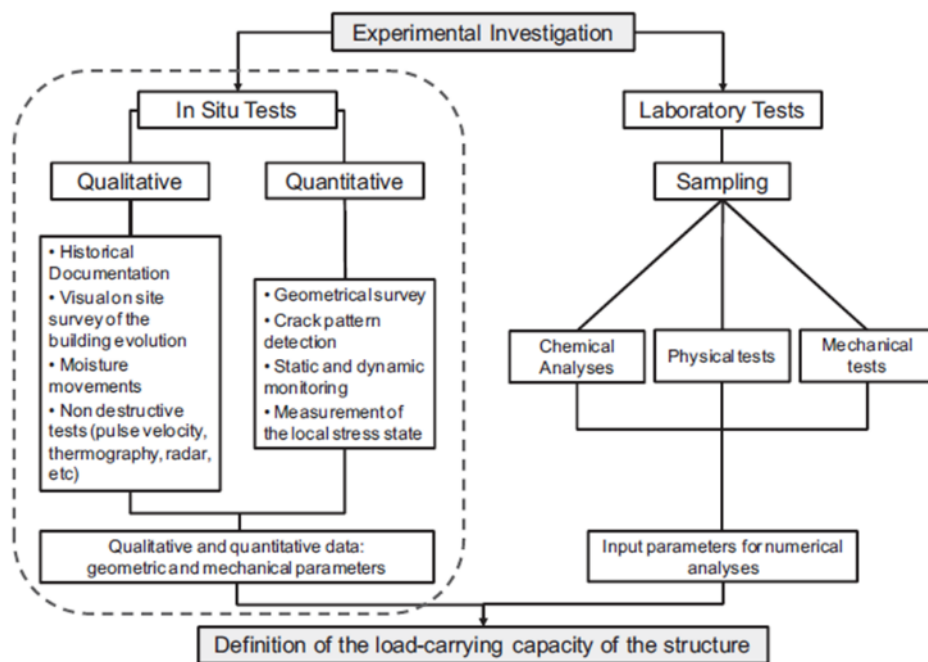 Experimental Investigation
In Situ Tests
Laboratory Tests
Qualitative
Quantitative
Sampling
• Historical
Documentation
• Visual on site
survey of the
building evolution
• Moisture
movements
• Non destructive
tests (pulse velocity,
thermography, radar,
etc)
• Geometrical survey
• Crack pattern
detection
• Static and dynamic
monitoring
• Measurement of
the local stress state
Chemical
Analyses
Physical tests
Mechanical
tests
Qualitative and quantitative data:
geometric and mechanical parameters
Input parameters for numerical
analyses
Definition of the load-carrying capacity of the structure